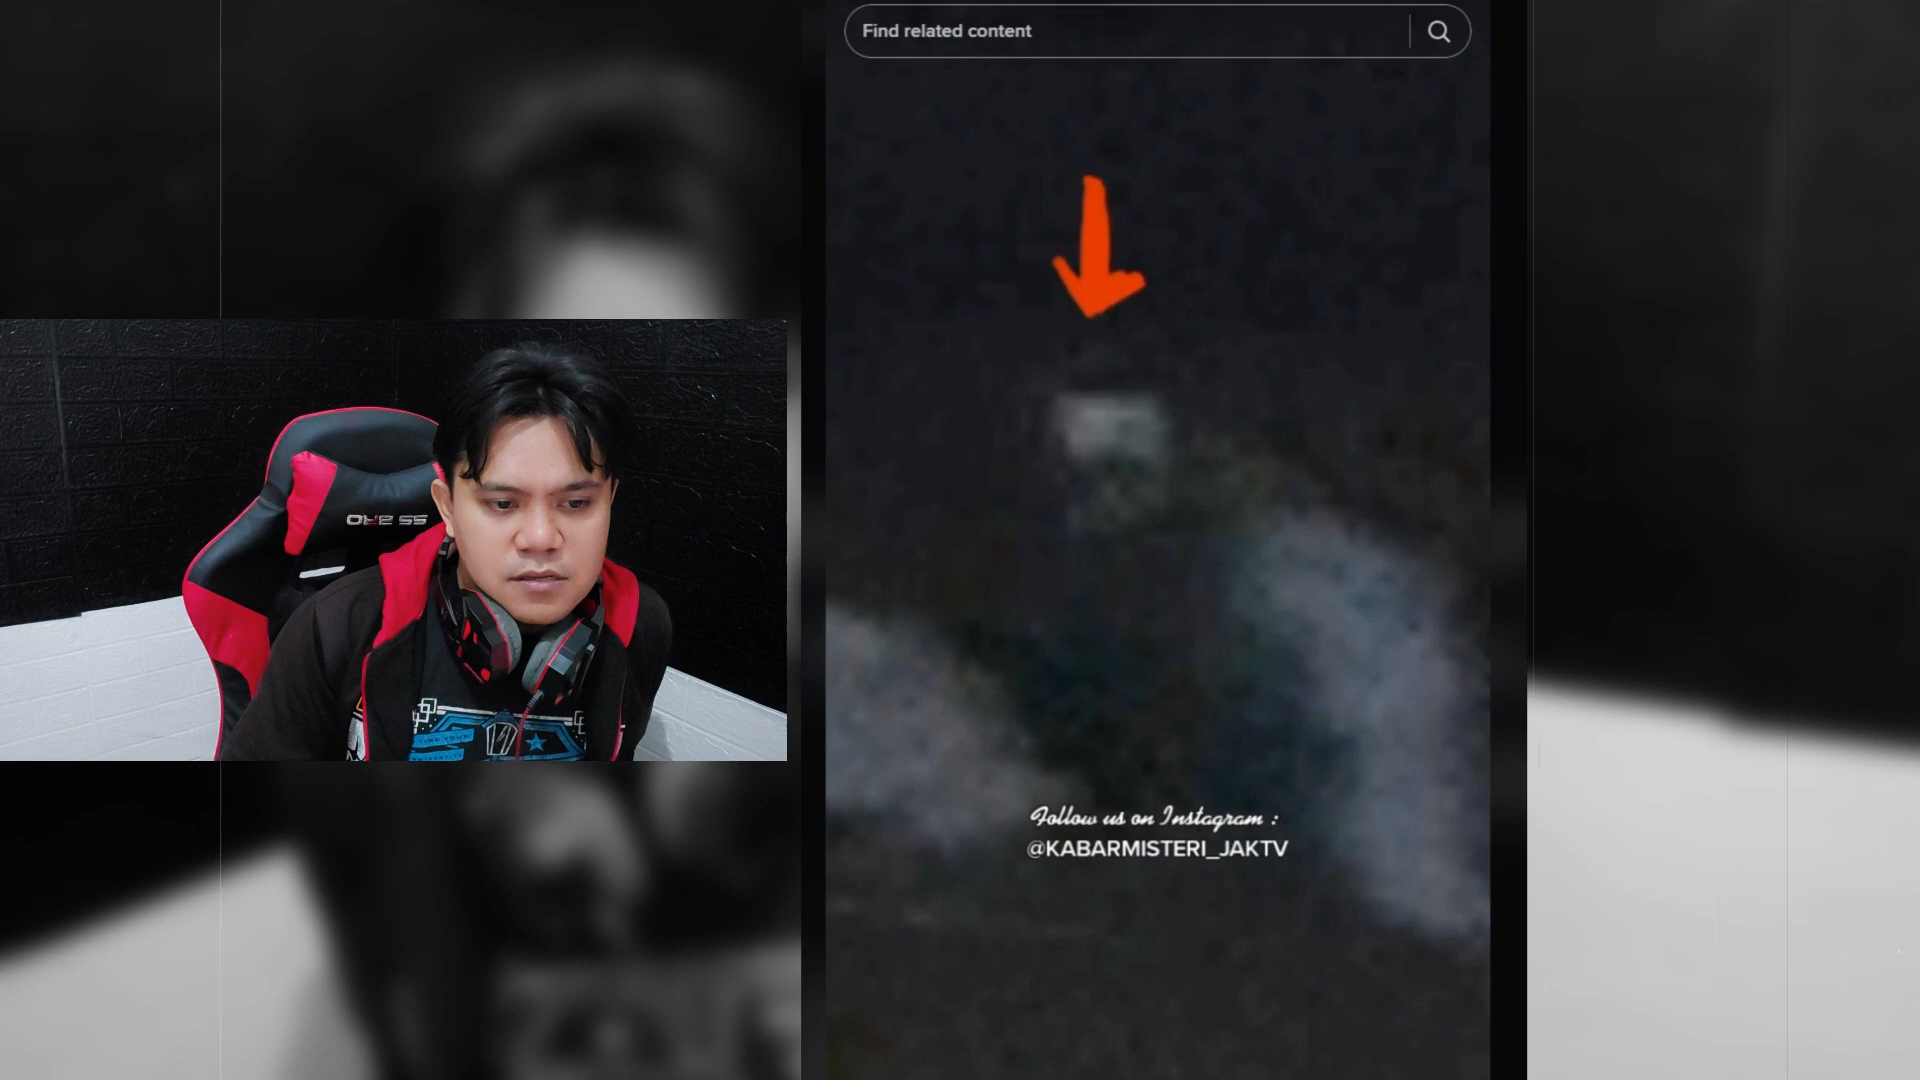 Find related content
Follow us on Instagram :
@KABARMISTERI_JAKTV